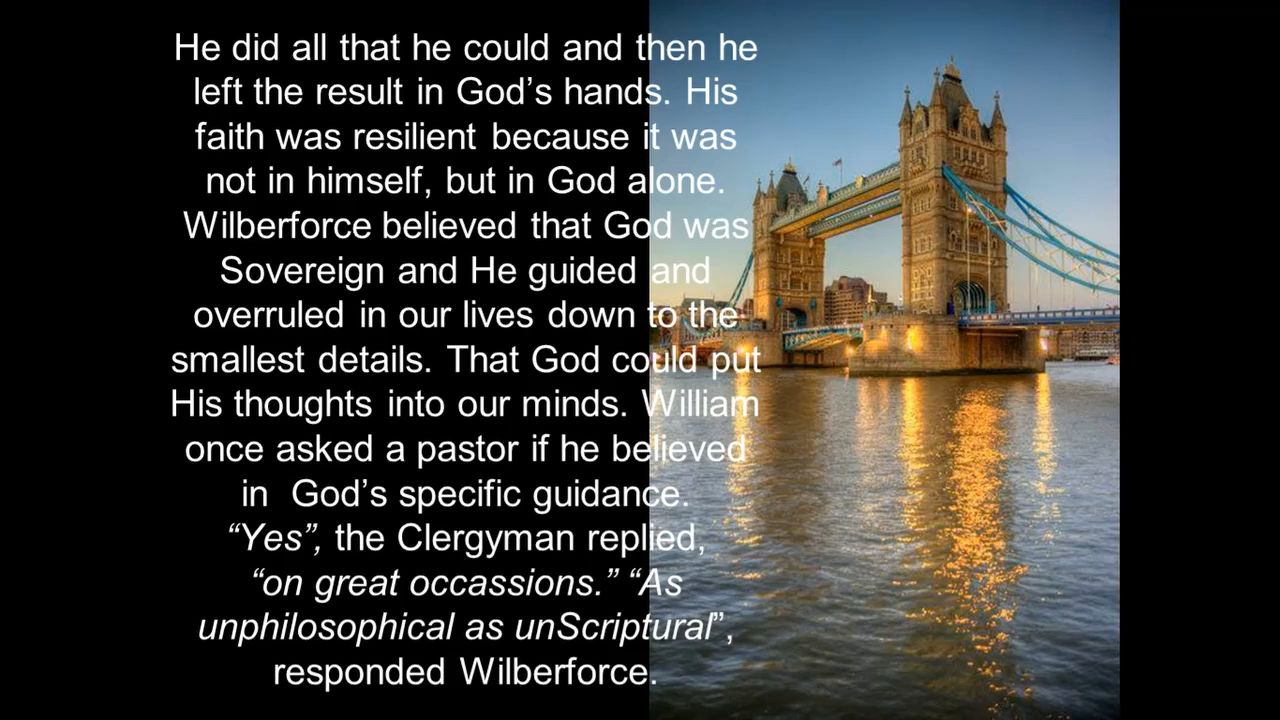 He did all that he could and then he
left the result in God’s hands. His
faith was resilient because it was
not in himself, but in God alone.
Wilberforce believed that God was
Sovereign and He guided and
overruled in our lives down to the
smallest details. That God could put
His thoughts into our minds. William
once asked a pastor if he believed
in  God’s specific guidance.
“Yes”, the Clergyman replied,
“on great occassions.” “As
unphilosophical as unScriptural”,
responded Wilberforce.